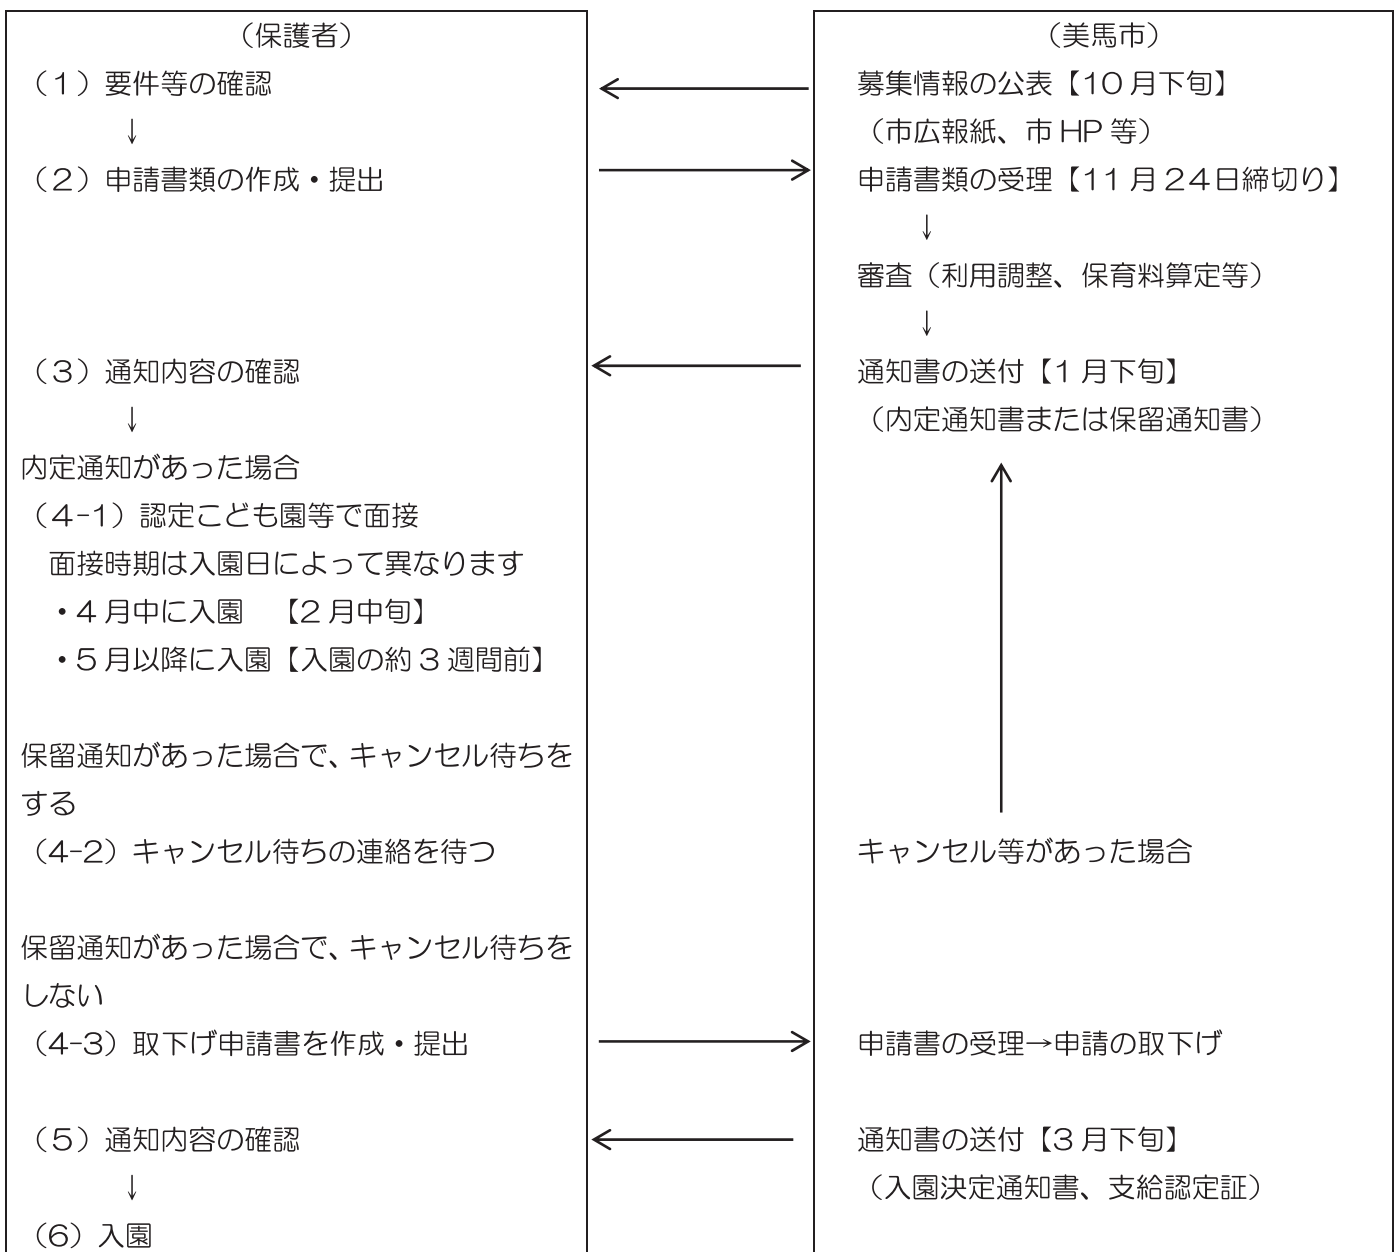 （保護者）
（1）要件等の確認
↓
（2）申請書類の作成・提出
（3）通知内容の確認
↓
内定通知があった場合
（4-1）認定こども園等で面接
面接時期は入園日によって異なります
・4月中に入園　【2月中旬】
・5月以降に入園【入園の約3週間前】
保留通知があった場合で、キャンセル待ちを
する
（4-2）キャンセル待ちの連絡を待つ
保留通知があった場合で、キャンセル待ちを
しない
（4-3）取下げ申請書を作成・提出
（5）通知内容の確認
↓
（6）入園
（美馬市）
募集情報の公表【10月下旬】
（市広報紙、市HP等）
申請書類の受理【11月24日締切り】
↓
審査（利用調整、保育料算定等）
↓
通知書の送付【1月下旬】
（内定通知書または保留通知書）
キャンセル等があった場合
申請書の受理→申請の取下げ
通知書の送付【3月下旬】
（入園決定通知書、支給認定証）